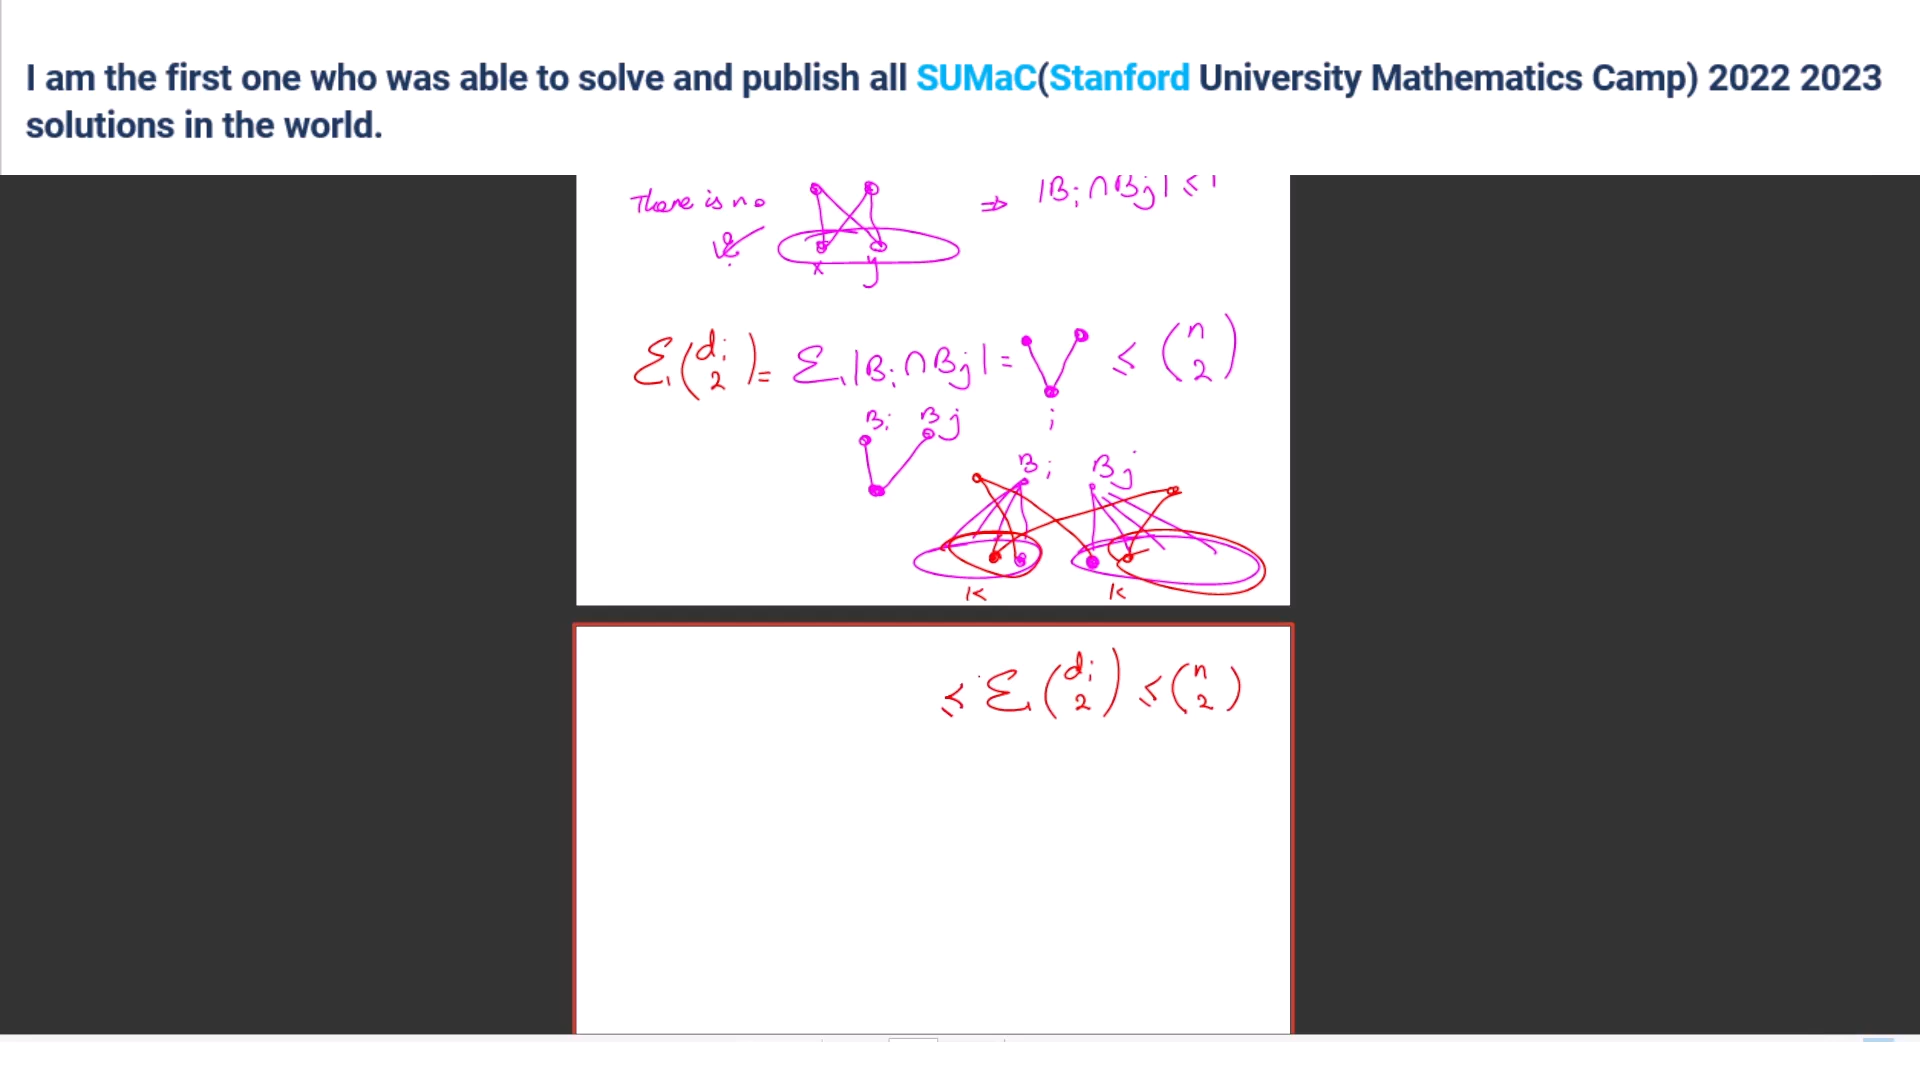 I am the first one who was able to solve and publish all SUMaC(Stanford University Mathematics Camp) 2022 2023
solutions in the world.
There is no ⇒ |Bᵢ ∩ Bⱼ| ≤ 1
x y
Σ(dᵢ 2) = Σ|Bᵢ ∩ Bⱼ| = ≤ (n 2)
Bᵢ Bⱼ i
Bᵢ Bⱼ
K K
≤ Σ(dᵢ 2) ≤ (n 2)